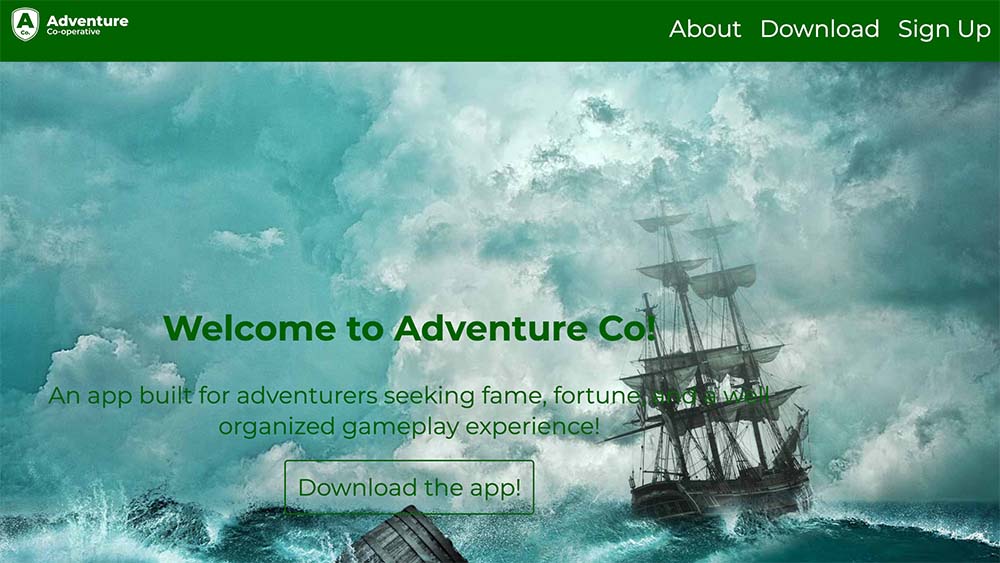 A
Co.
Adventure
Co-operative
About Download Sign Up
Welcome to Adventure Co!
An app built for adventurers seeking fame, fortune, and a well
organized gameplay experience!
Download the app!